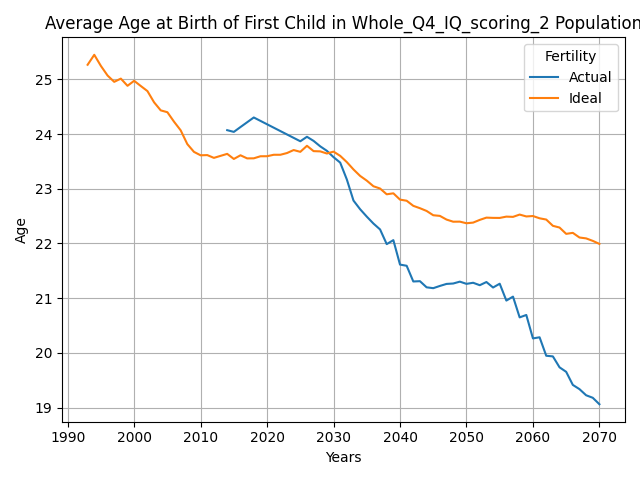 Average Age at Birth of First Child in Whole_Q4_IQ_scoring_2 Population
Fertility
Actual
Ideal
Age
25
24
23
22
21
20
19
1990 2000 2010 2020 2030 2040 2050 2060 2070
Years